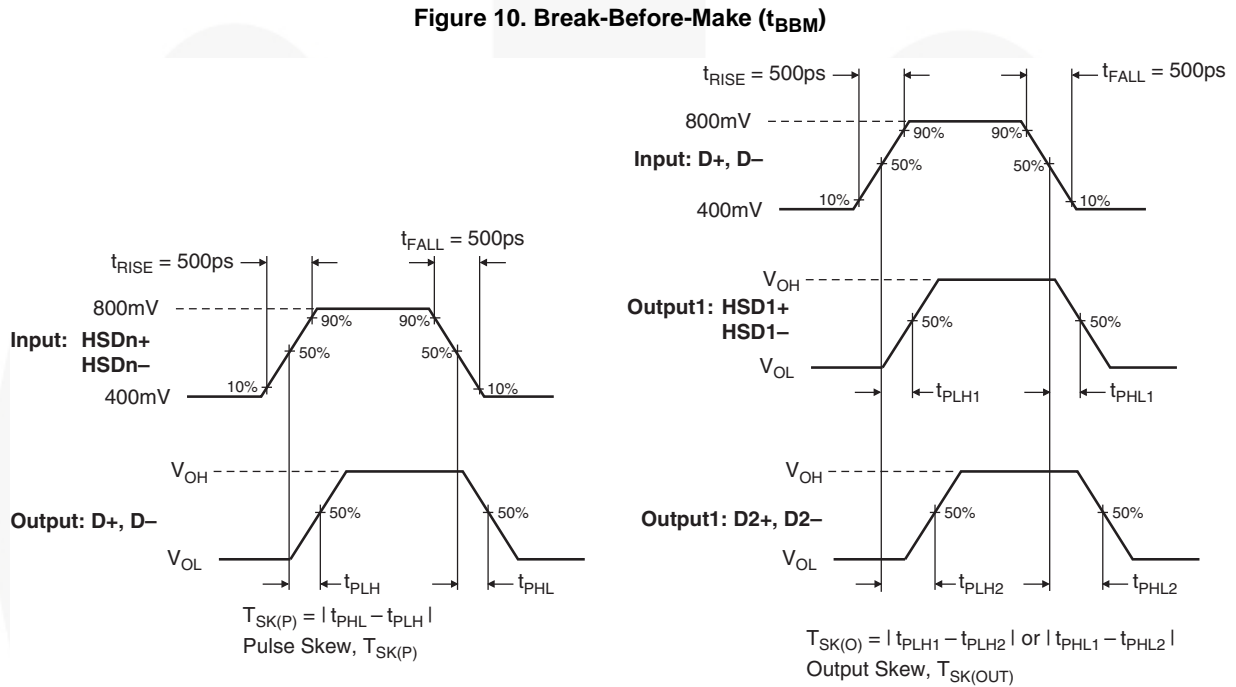 Figure 10. Break-Before-Make (tBBM)
tRISE = 500ps
tFALL = 500ps
800mV
90%
90%
Input: HSDn+
HSDn–
50%
50%
10%
10%
400mV
VOH
Output: D+, D–
50%
50%
VOL
tPLH
tPHL
TSK(P) = | tPHL – tPLH |
Pulse Skew, TSK(P)
tRISE = 500ps
tFALL = 500ps
800mV
90%
90%
Input: D+, D–
50%
50%
10%
10%
400mV
VOH
Output1: HSD1+
HSD1–
50%
50%
VOL
tPLH1
tPHL1
VOH
Output1: D2+, D2–
50%
50%
VOL
tPLH2
tPHL2
TSK(O) = | tPLH1 – tPLH2 | or | tPHL1 – tPHL2 |
Output Skew, TSK(OUT)